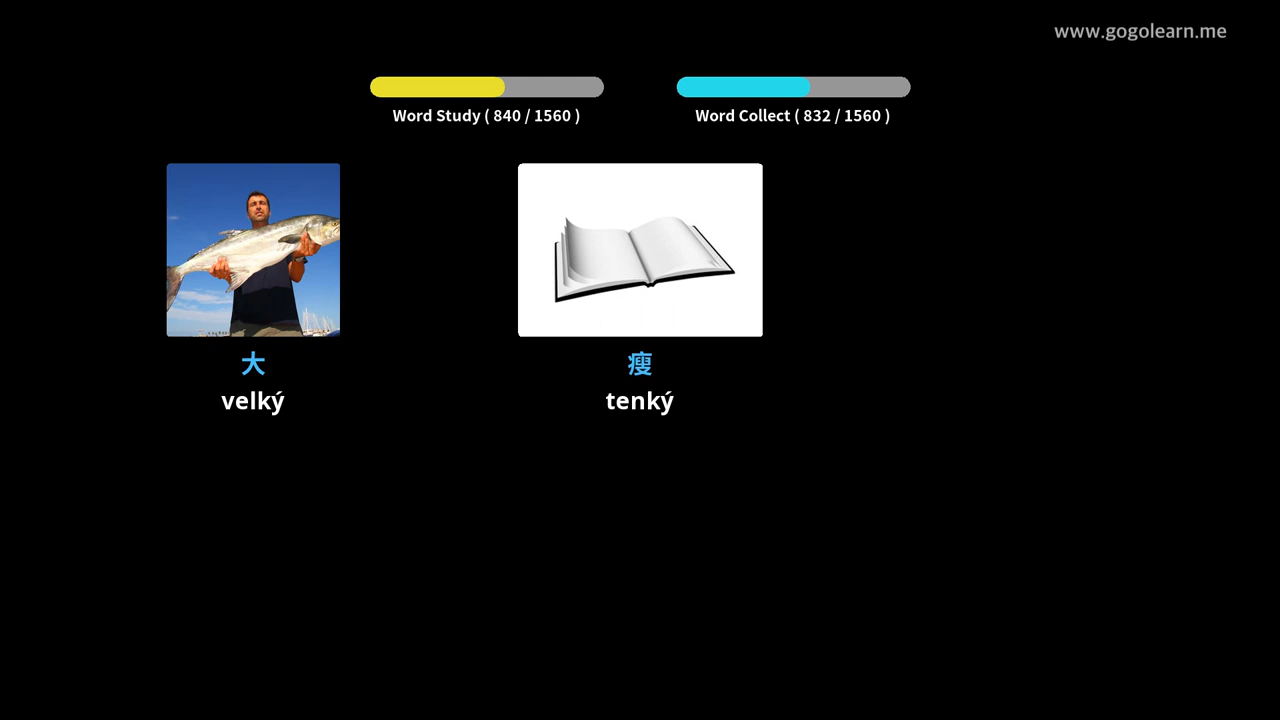 www.gogolearn.me
Word Study ( 840 / 1560 )
Word Collect ( 832 / 1560 )
大
velký
瘦
tenký